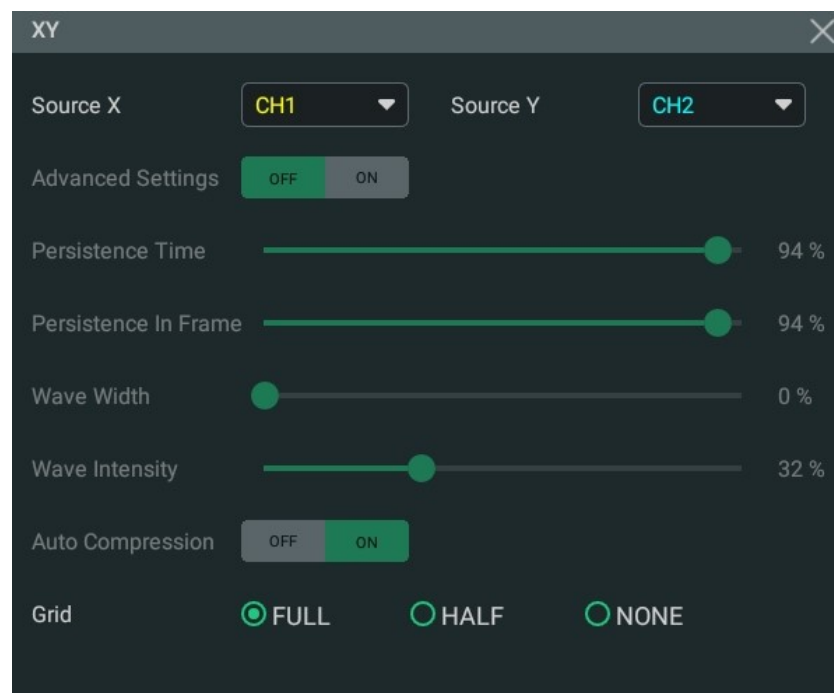 XY
Source X CH1 Source Y CH2
Advanced Settings OFF ON
Persistence Time 94 %
Persistence In Frame 94 %
Wave Width 0 %
Wave Intensity 32 %
Auto Compression OFF ON
Grid FULL HALF NONE